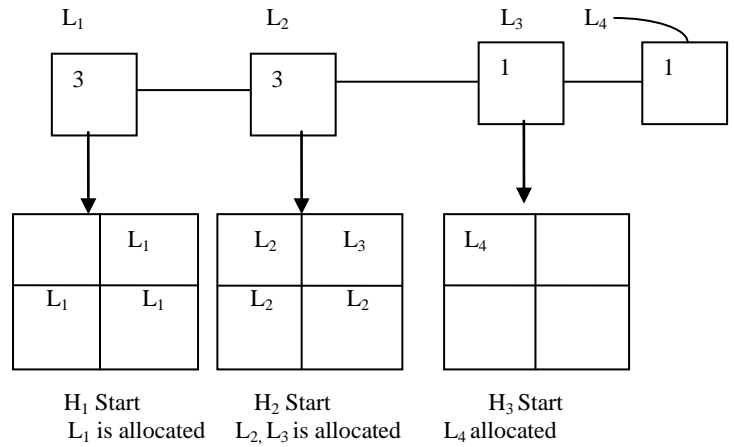 L₁ L₂ L₃ L₄
3 3 1 1
L₁ L₂ L₃ L₄
L₁ L₁ L₂ L₂
H₁ Start H₂ Start H₃ Start
L₁ is allocated L₂, L₃ is allocated L₄ allocated